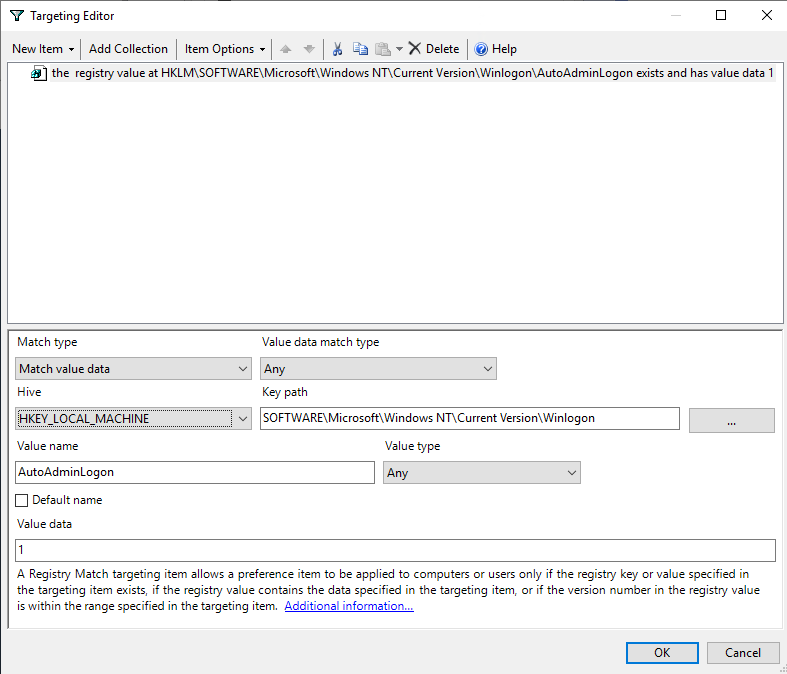 Targeting Editor
New Item Add Collection Item Options Delete Help
the registry value at HKLM\SOFTWARE\Microsoft\Windows NT\Current Version\Winlogon\AutoAdminLogon exists and has value data 1
Match type Value data match type
Match value data Any
Hive Key path
HKEY_LOCAL_MACHINE SOFTWARE\Microsoft\Windows NT\Current Version\Winlogon ...
Value name Value type
AutoAdminLogon Any
Default name
Value data
1
A Registry Match targeting item allows a preference item to be applied to computers or users only if the registry key or value specified in
the targeting item exists, if the registry value contains the data specified in the targeting item, or if the version number in the registry value
is within the range specified in the targeting item. Additional information...
OK Cancel